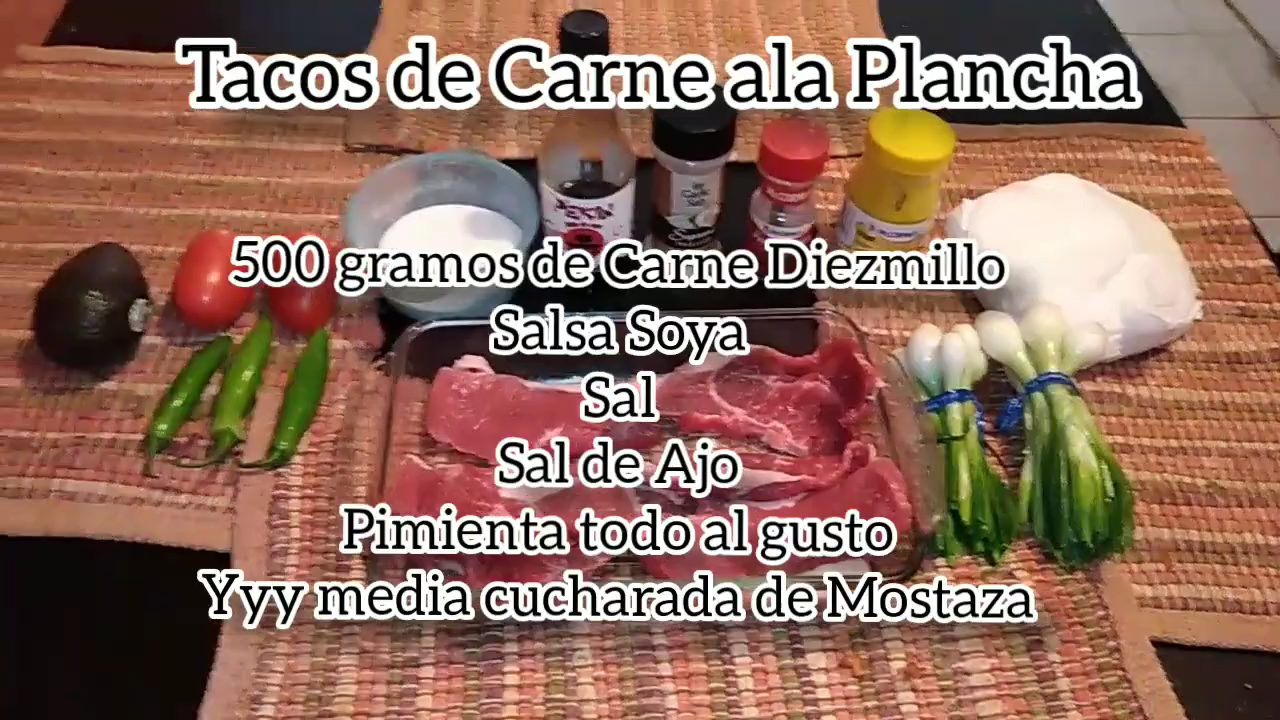 Tacos de Carne ala Plancha
500 gramos de Carne Diezmillo
Salsa Soya
Sal
Sal de Ajo
Pimienta todo al gusto
Yyy media cucharada de Mostaza